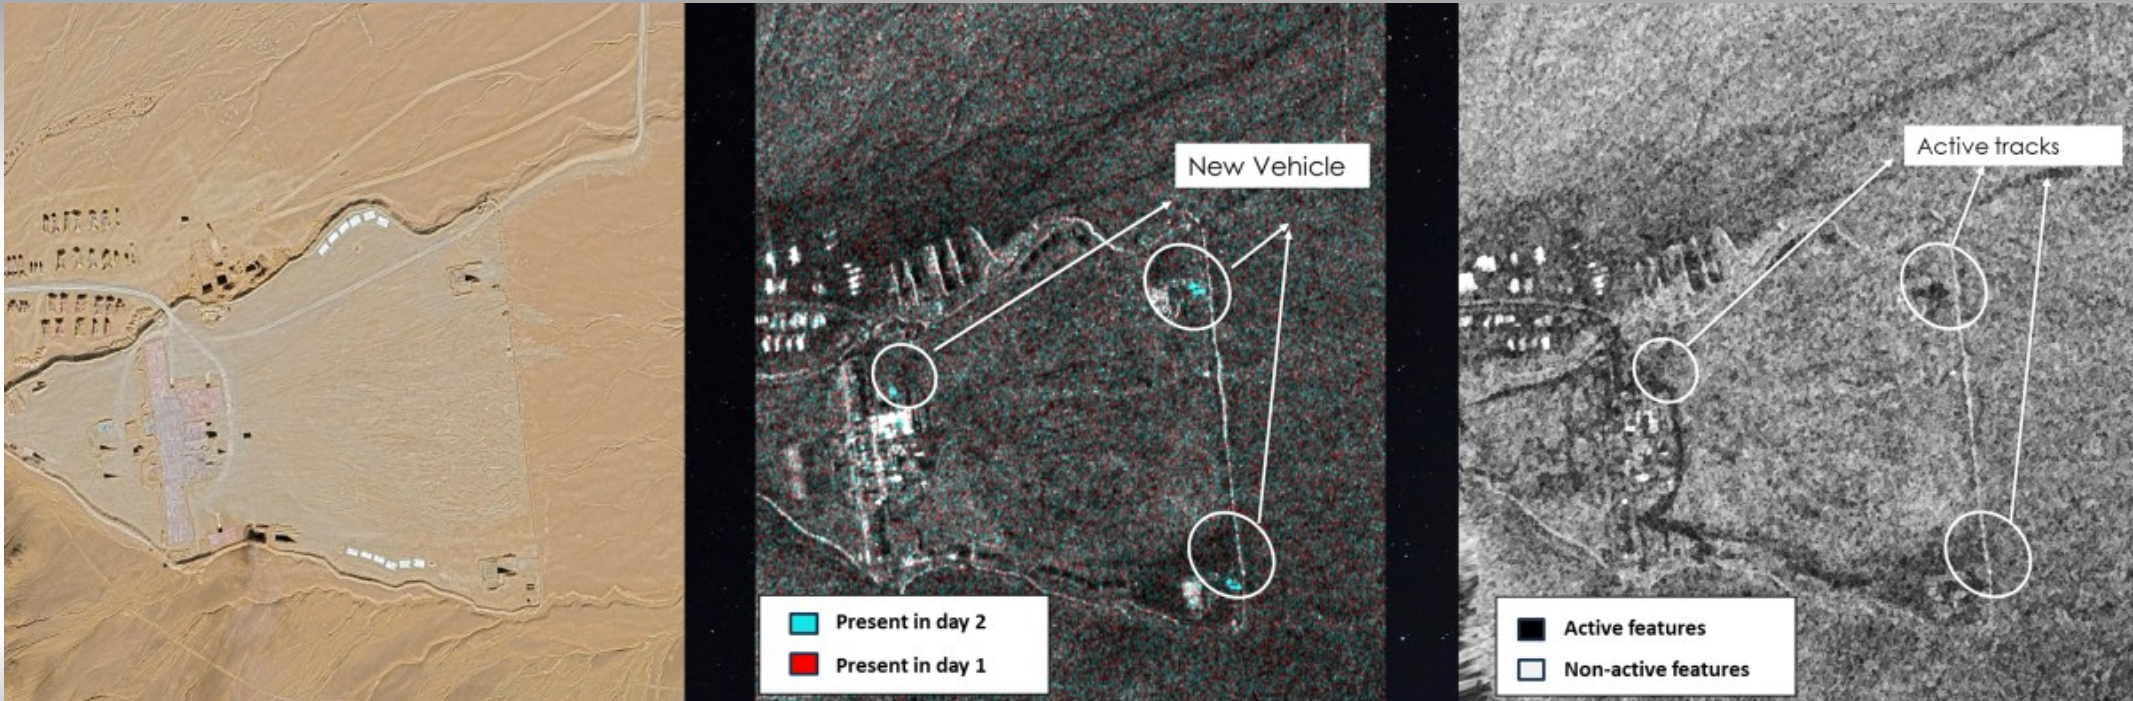 New Vehicle
Present in day 2
Present in day 1
Active tracks
Active features
Non-active features